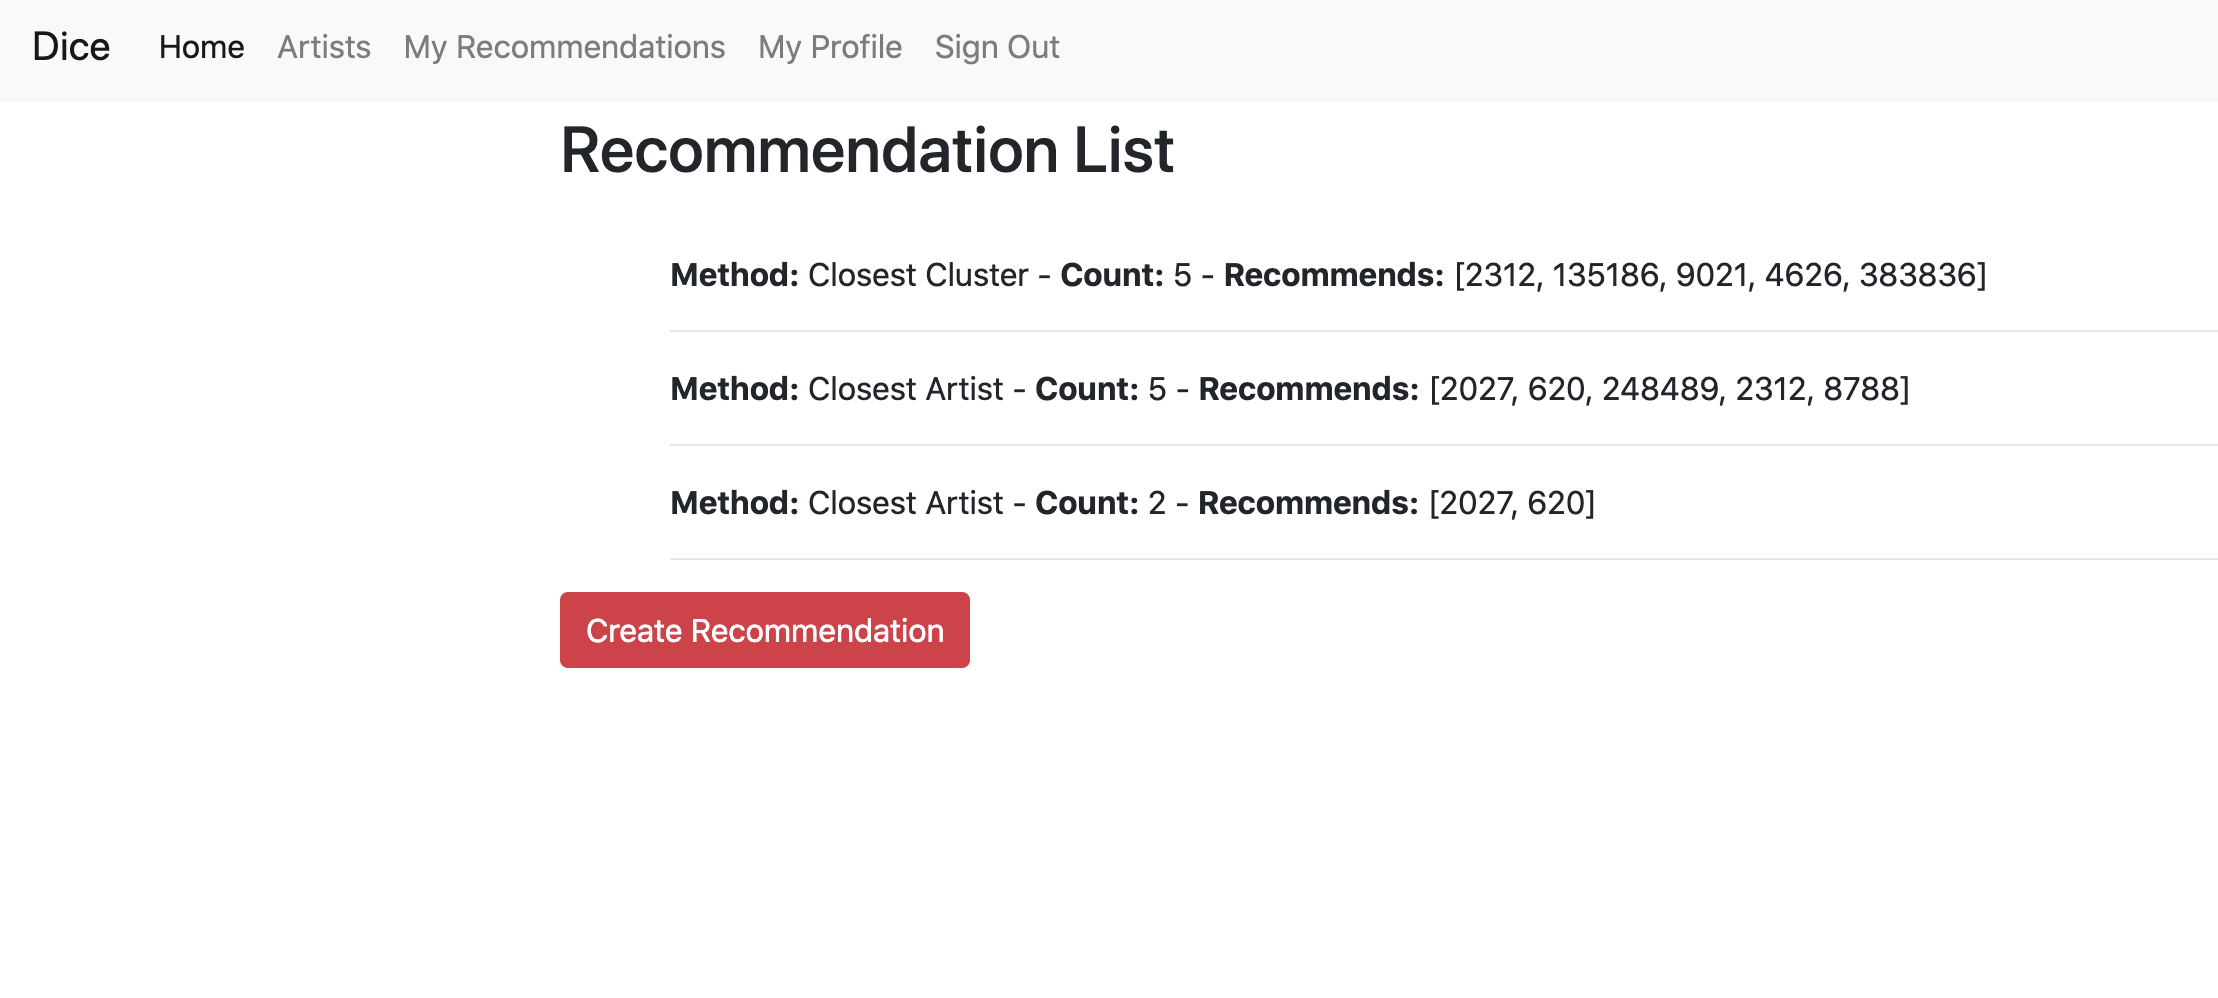 Dice Home Artists My Recommendations My Profile Sign Out
Recommendation List
Method: Closest Cluster - Count: 5 - Recommends: [2312, 135186, 9021, 4626, 383836]
Method: Closest Artist - Count: 5 - Recommends: [2027, 620, 248489, 2312, 8788]
Method: Closest Artist - Count: 2 - Recommends: [2027, 620]
Create Recommendation